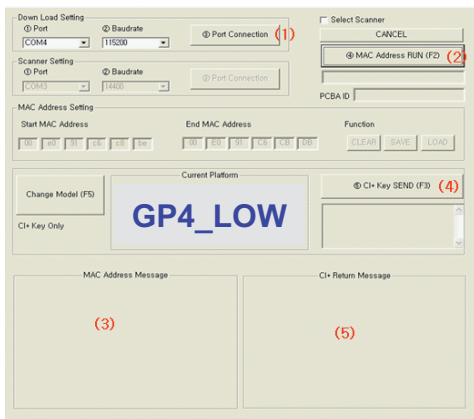 Down Load Setting
① Port
② Baudrate
COM4
115200
③ Port Connection
(1)
Select Scanner
CANCEL
④ MAC Address RUN (F2)
(2)
Scanner Setting
① Port
② Baudrate
COM3
14400
② Port Connection
PCBA ID
MAC Address Setting
Start MAC Address
End MAC Address
Function
00 e0 91 c6 c8 be
00 E0 91 C6 CB DB
CLEAR SAVE LOAD
Change Model (F5)
CI+ Key Only
Current Platform
GP4_LOW
⑥ CI+ Key SEND (F3)
(4)
MAC Address Message
(3)
CI+ Return Message
(5)